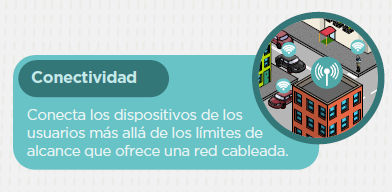 Conectividad
Conecta los dispositivos de los
usuarios más allá de los límites de
alcance que ofrece una red cableada.